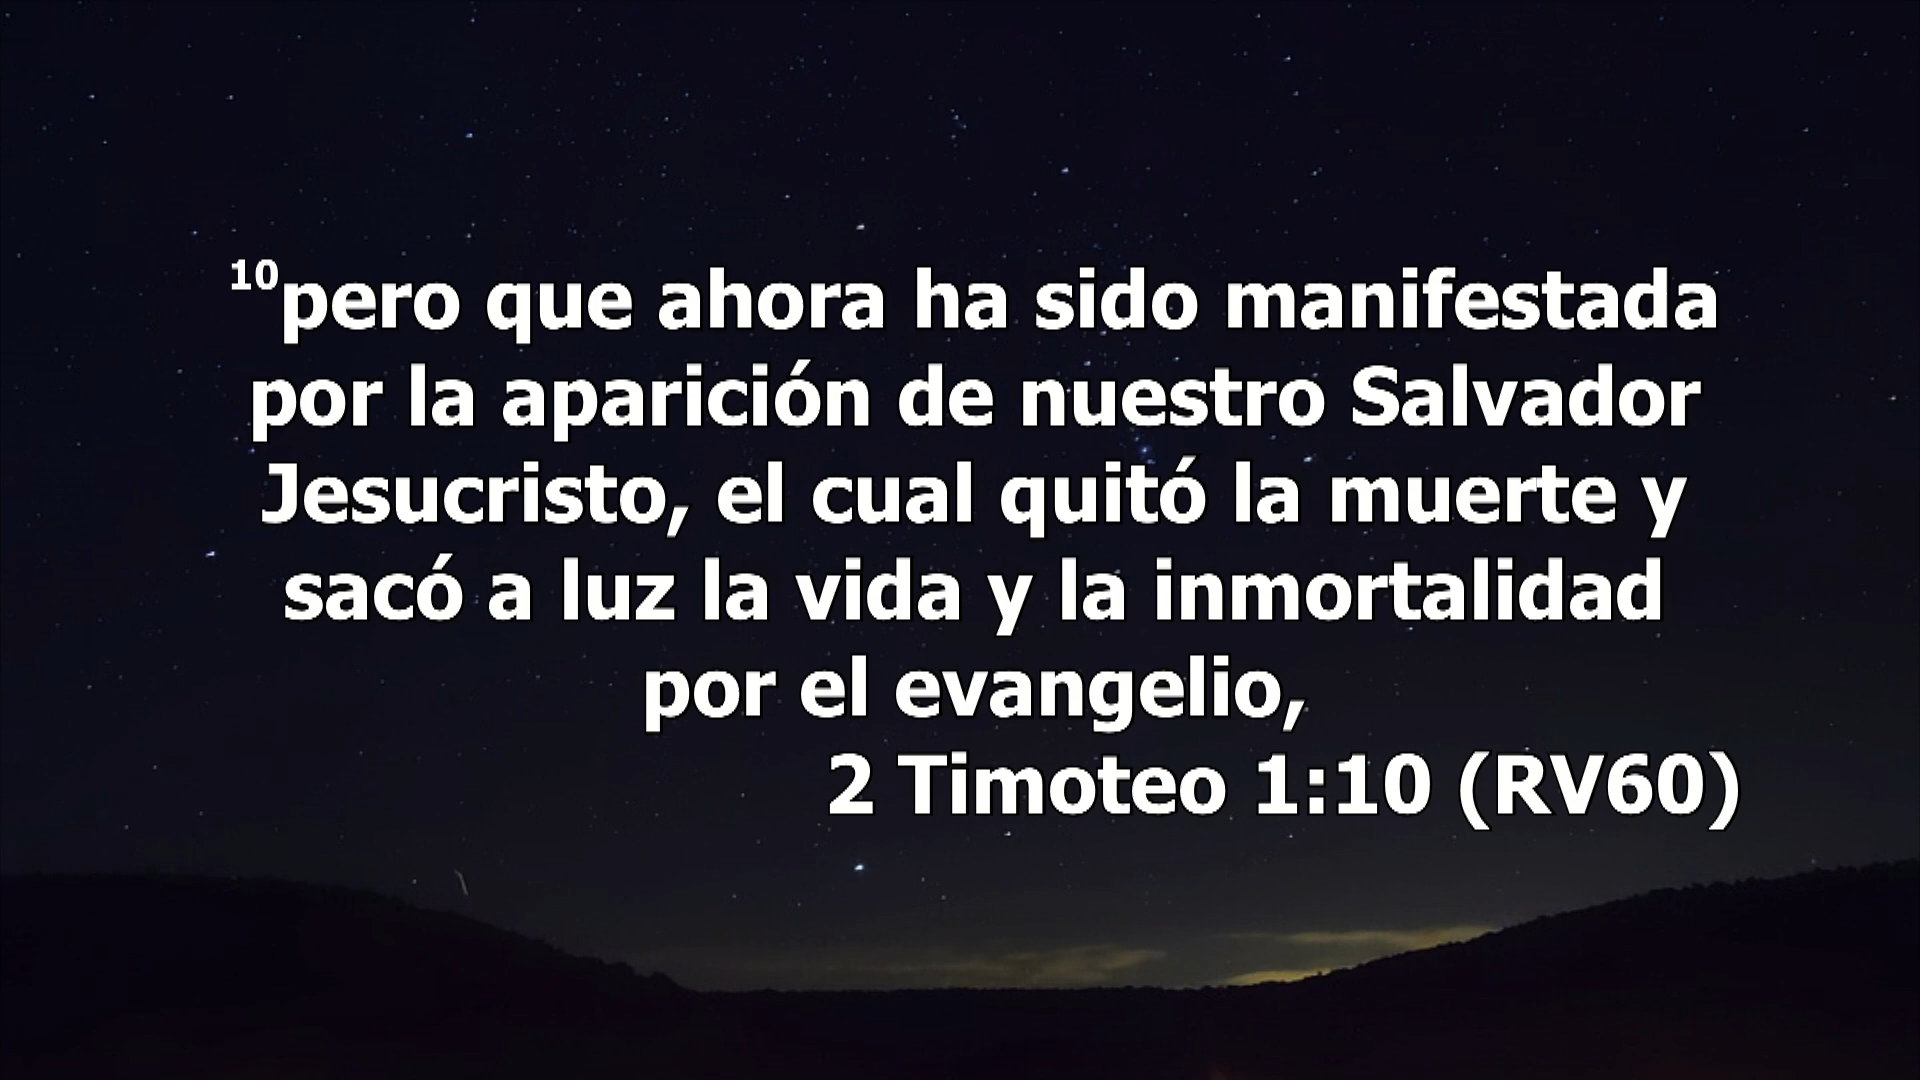 10pero que ahora ha sido manifestada
por la aparición de nuestro Salvador
Jesucristo, el cual quitó la muerte y
sacó a luz la vida y la inmortalidad
por el evangelio,
2 Timoteo 1:10 (RV60)